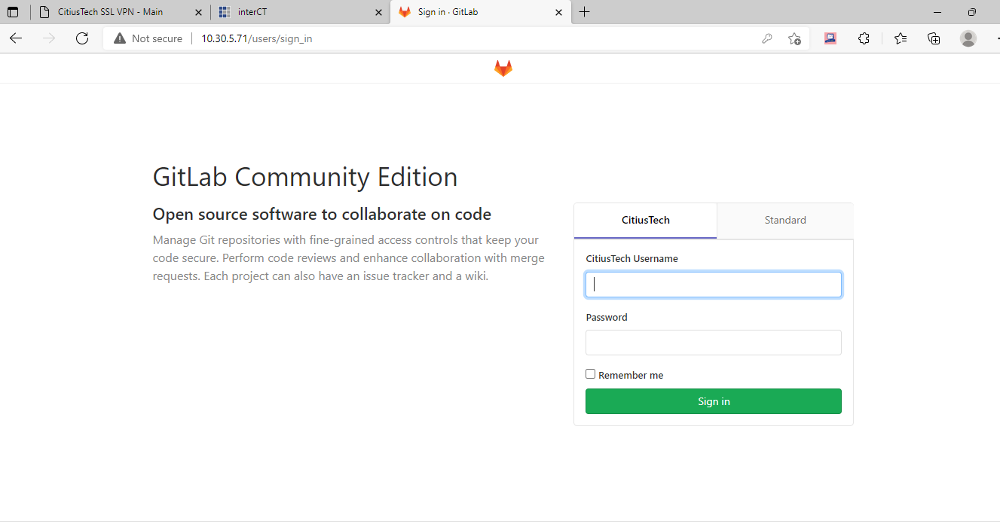 CitiusTech SSL VPN - Main
interCT
Sign in · GitLab
Not secure
10.30.5.71/users/sign_in
GitLab Community Edition
Open source software to collaborate on code
Manage Git repositories with fine-grained access controls that keep your
code secure. Perform code reviews and enhance collaboration with merge
requests. Each project can also have an issue tracker and a wiki.
CitiusTech
Standard
CitiusTech Username
Password
Remember me
Sign in